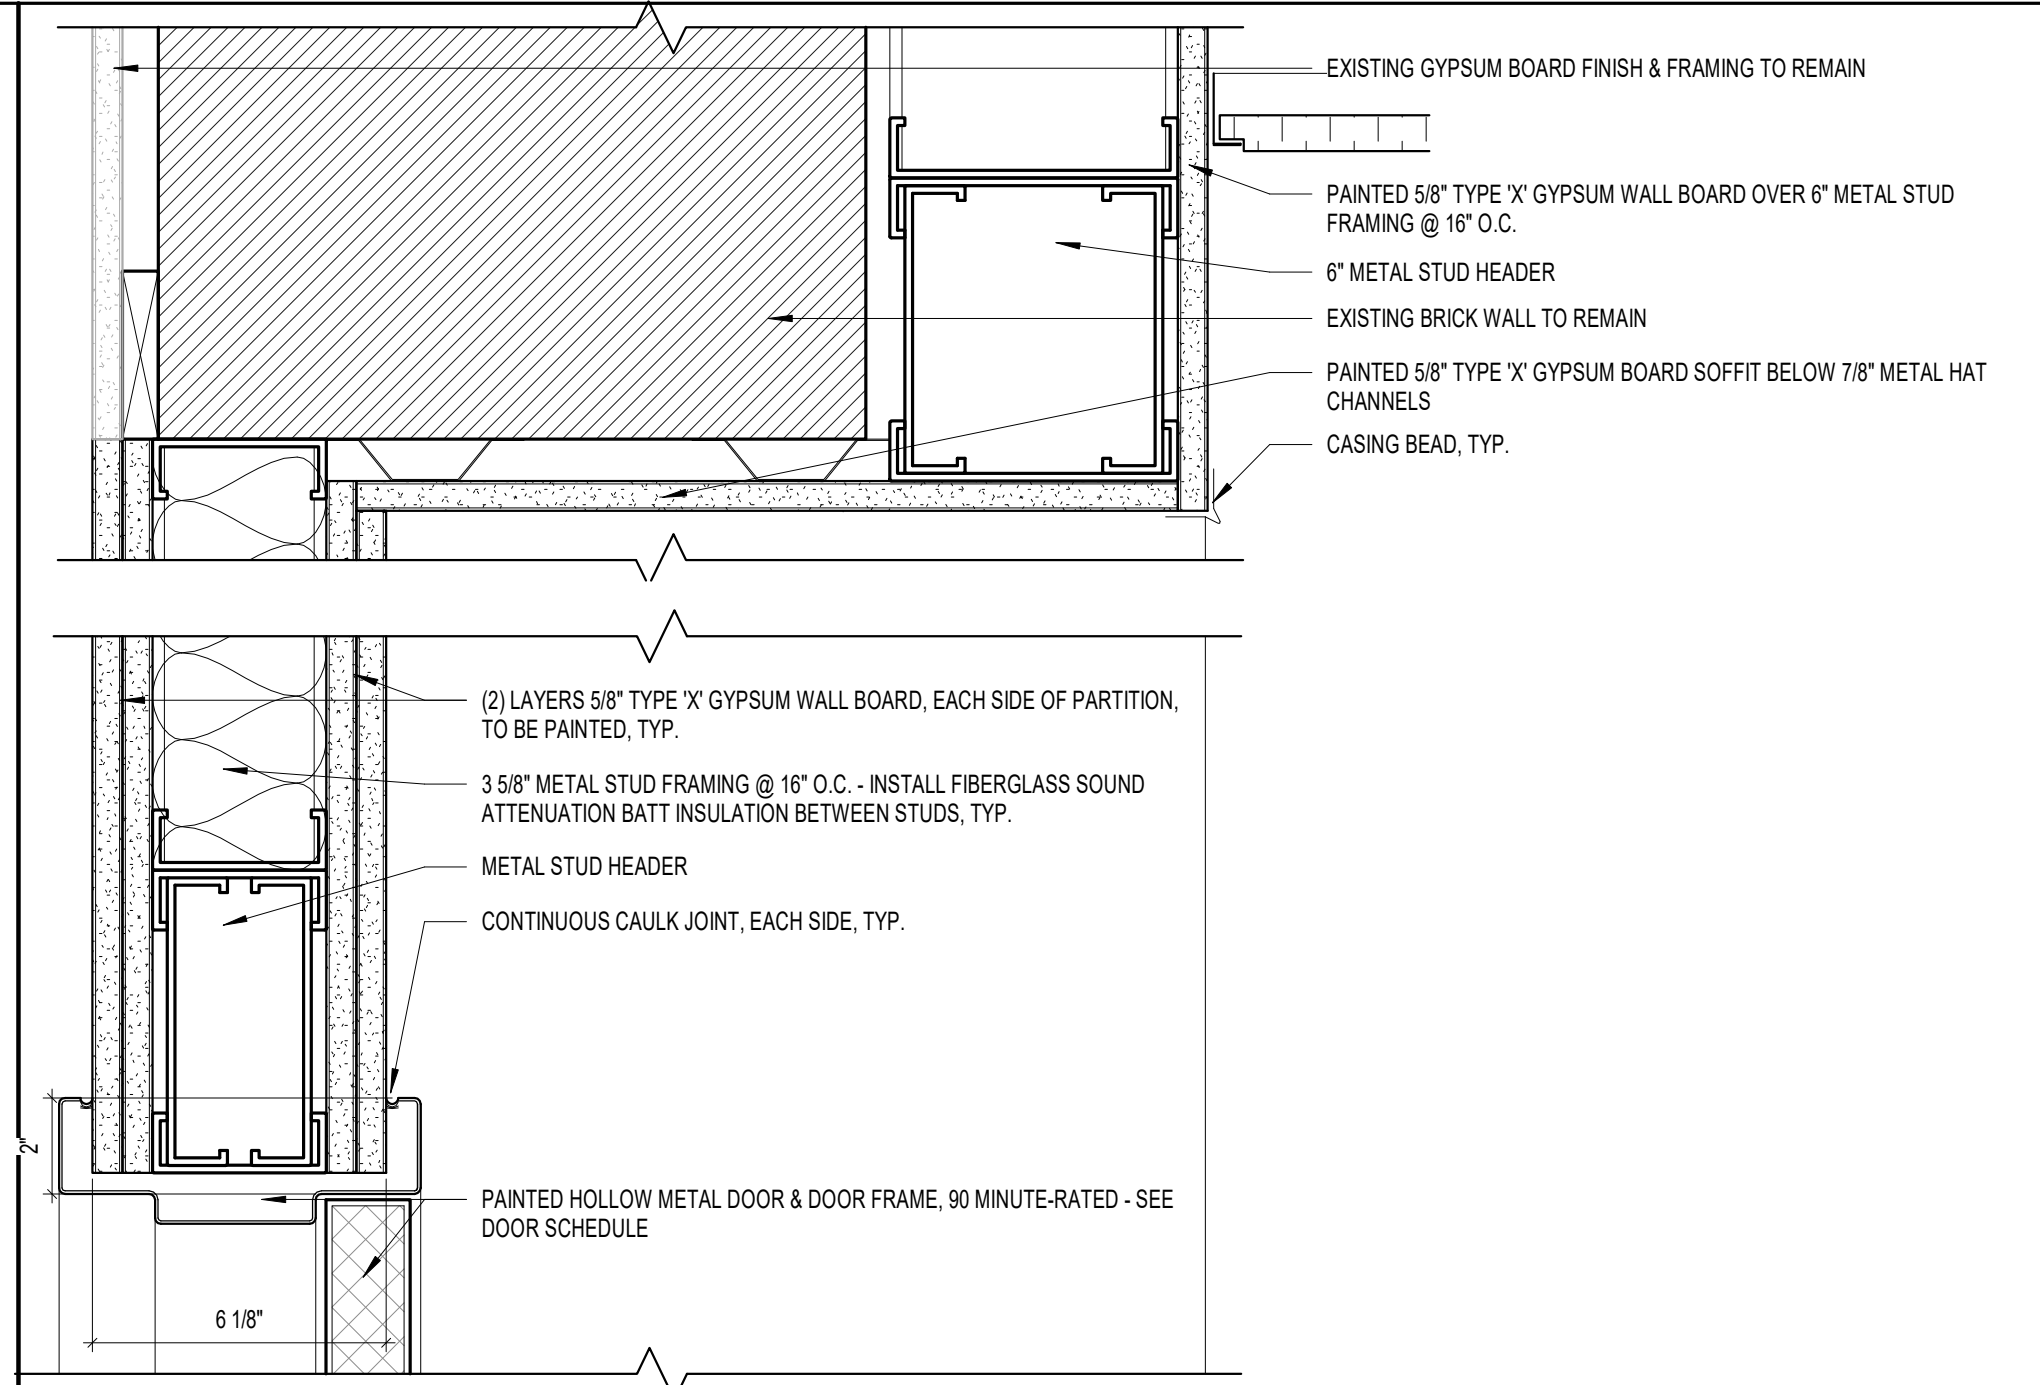 EXISTING GYPSUM BOARD FINISH & FRAMING TO REMAIN
PAINTED 5/8" TYPE 'X' GYPSUM WALL BOARD OVER 6" METAL STUD
FRAMING @ 16" O.C.
6" METAL STUD HEADER
EXISTING BRICK WALL TO REMAIN
PAINTED 5/8" TYPE 'X' GYPSUM BOARD SOFFIT BELOW 7/8" METAL HAT
CHANNELS
CASING BEAD, TYP.
(2) LAYERS 5/8" TYPE 'X' GYPSUM WALL BOARD, EACH SIDE OF PARTITION,
TO BE PAINTED, TYP.
3 5/8" METAL STUD FRAMING @ 16" O.C. - INSTALL FIBERGLASS SOUND
ATTENUATION BATT INSULATION BETWEEN STUDS, TYP.
METAL STUD HEADER
CONTINUOUS CAULK JOINT, EACH SIDE, TYP.
2"
PAINTED HOLLOW METAL DOOR & DOOR FRAME, 90 MINUTE-RATED - SEE
DOOR SCHEDULE
6 1/8"